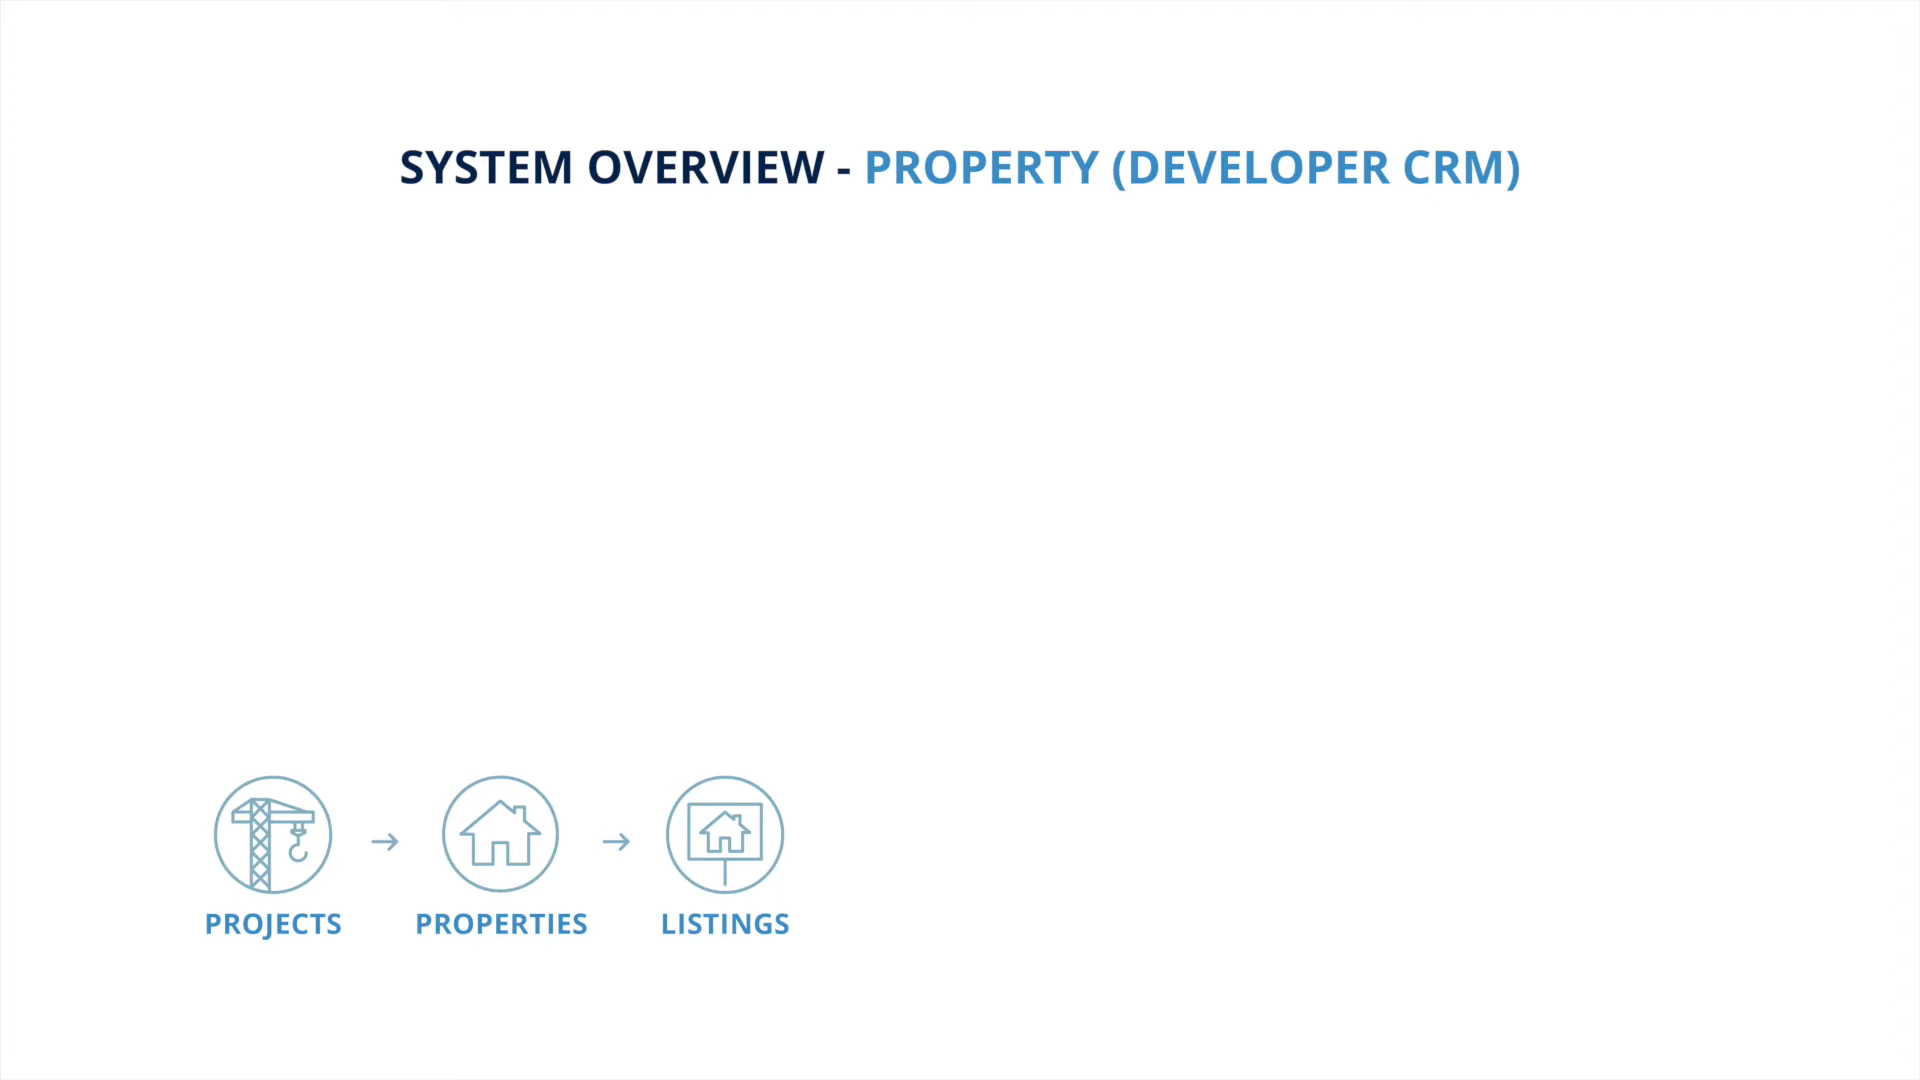 SYSTEM OVERVIEW - PROPERTY (DEVELOPER CRM)
PROJECTS
PROPERTIES
LISTINGS